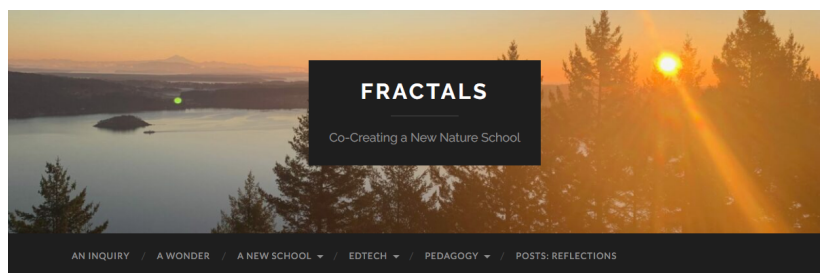 FRACTALS
Co-Creating a New Nature School
AN INQUIRY / A WONDER / A NEW SCHOOL / EDTECH / PEDAGOGY / POSTS: REFLECTIONS